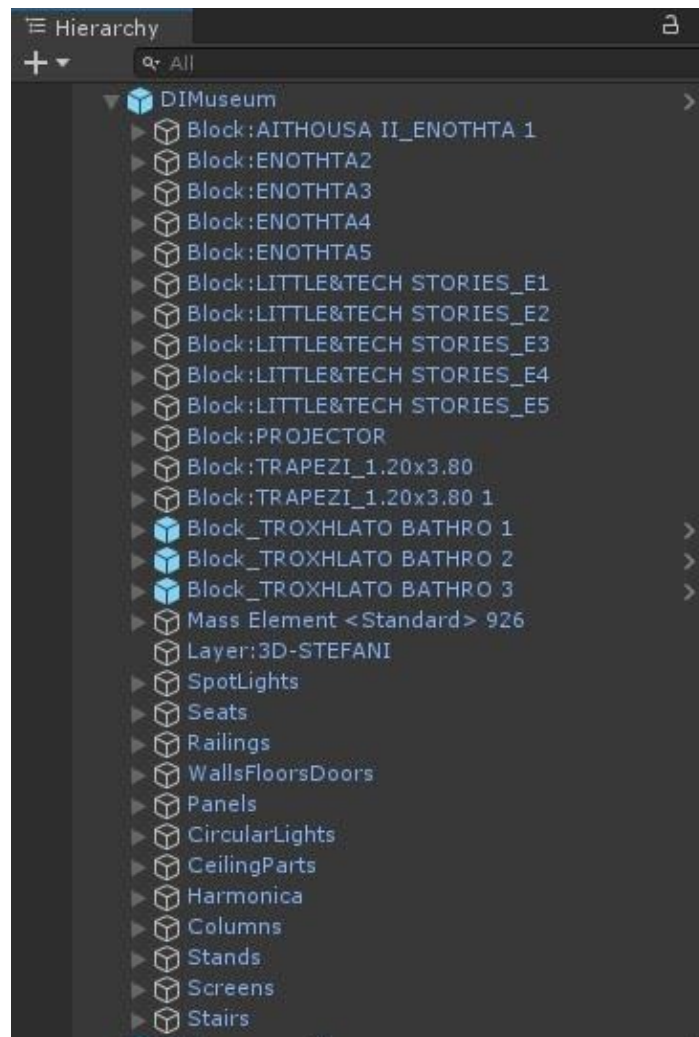 Hierarchy
All
DIMuseum
Block:AITHOUSA II_ENOTHTA 1
Block:ENOTHTA2
Block:ENOTHTA3
Block:ENOTHTA4
Block:ENOTHTA5
Block:LITTLE&TECH STORIES_E1
Block:LITTLE&TECH STORIES_E2
Block:LITTLE&TECH STORIES_E3
Block:LITTLE&TECH STORIES_E4
Block:LITTLE&TECH STORIES_E5
Block:PROJECTOR
Block:TRAPEZI_1.20x3.80
Block:TRAPEZI_1.20x3.80 1
Block_TROXHLATO BATHRO 1
Block_TROXHLATO BATHRO 2
Block_TROXHLATO BATHRO 3
Mass Element <Standard> 926
Layer:3D-STEFANI
SpotLights
Seats
Railings
WallsFloorsDoors
Panels
CircularLights
CeilingParts
Harmonica
Columns
Stands
Screens
Stairs